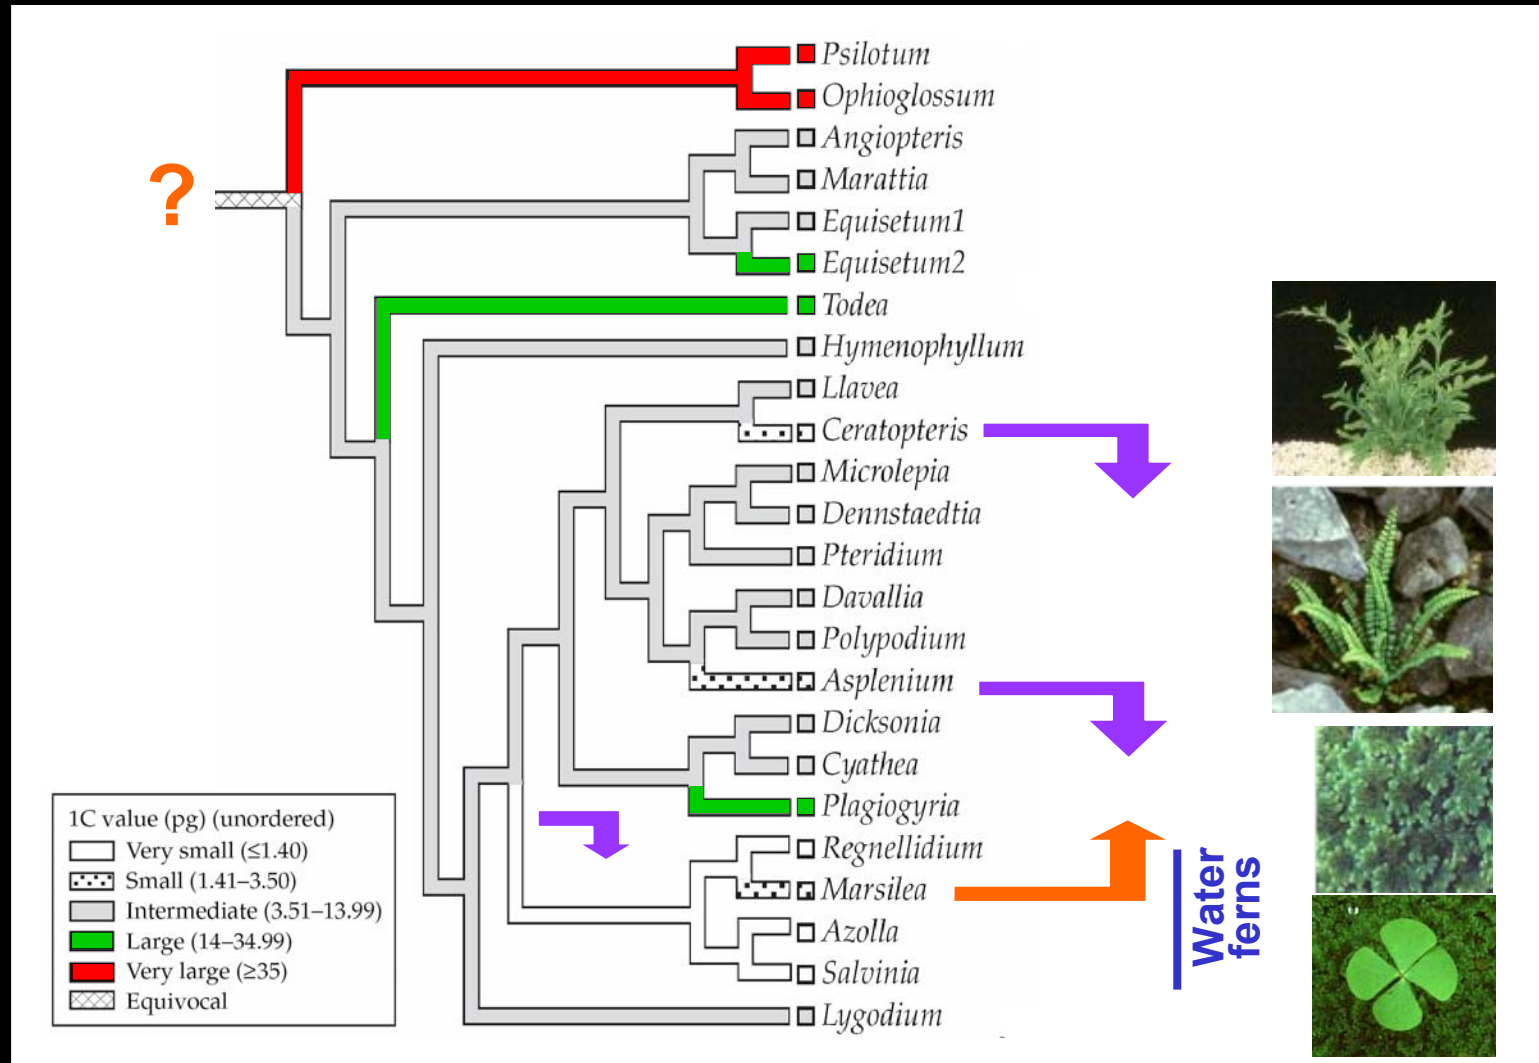 ?
Psilotum
Ophioglossum
Angiopteris
Marattia
Equisetum1
Equisetum2
Todea
Hymenophyllum
Llavea
Ceratopteris
Microlepia
Dennstaedtia
Pteridium
Davallia
Polypodium
Asplenium
Dicksonia
Cyathea
Plagiogyria
Regnellidium
Marsilea
Azolla
Salvinia
Lygodium
1C value (pg) (unordered)
Very small (≤1.40)
Small (1.41–3.50)
Intermediate (3.51–13.99)
Large (14–34.99)
Very large (≥35)
Equivocal
Water
ferns